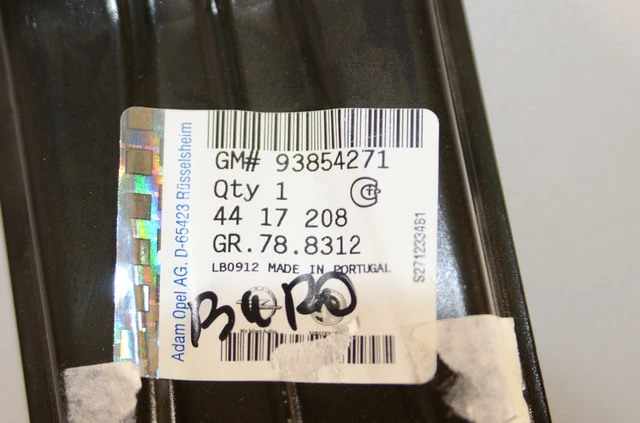 GM# 93854271
Qty 1
44 17 208
GR.78.8312
LB0912 MADE IN PORTUGAL
Adam Opel AG. D-65423 Rüsselsheim
S271233461